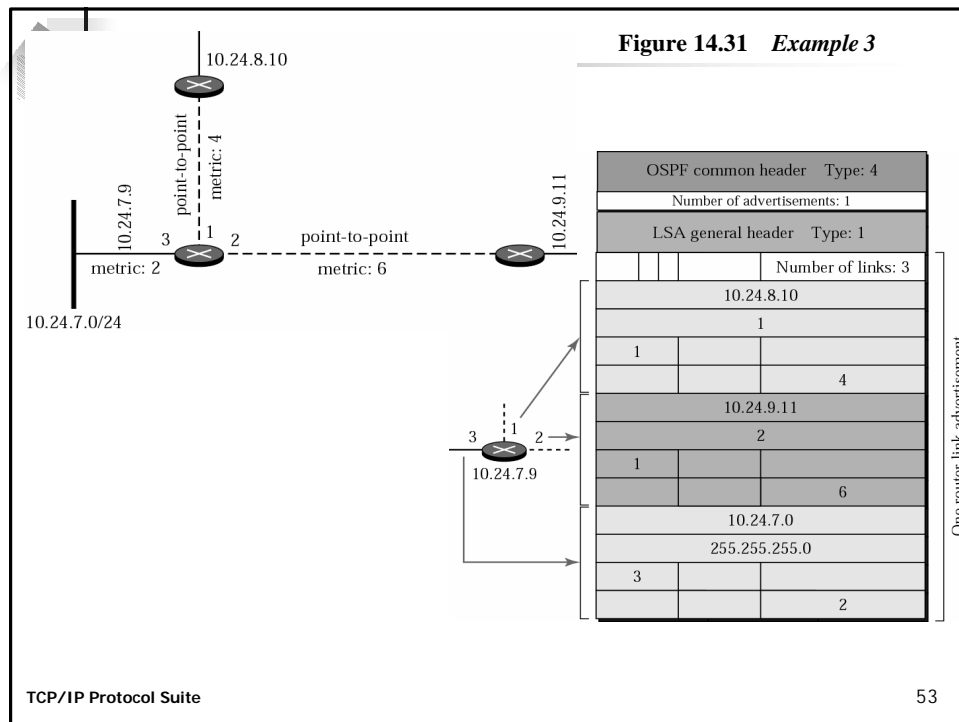 Figure 14.31 Example 3
10.24.8.10
point-to-point
metric: 4
10.24.7.9
10.24.9.11
3
1
2
point-to-point
metric: 2
metric: 6
10.24.7.0/24
OSPF common header Type: 4
Number of advertisements: 1
LSA general header Type: 1
Number of links: 3
10.24.8.10
1
1
4
10.24.9.11
2
1
6
10.24.7.0
255.255.255.0
3
2
3
1
2
10.24.7.9
One router link advertisement
TCP/IP Protocol Suite
53